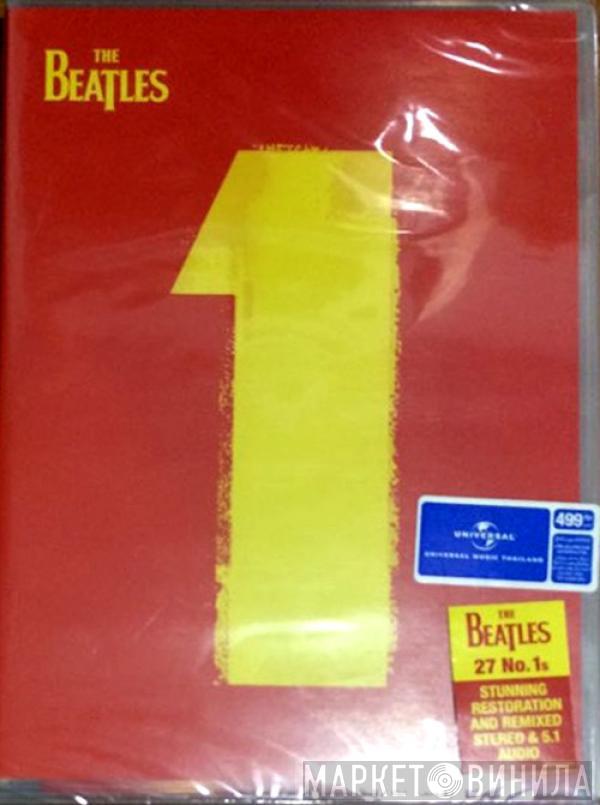 THE
BEATLES
1
499
UNIVERSAL
UNIVERSAL MUSIC THAILAND
THE
BEATLES
27 No.1s
STUNNING
RESTORATION
AND REMIXED
STEREO & 5.1
AUDIO
МАРКЕТ ВИНИЛА